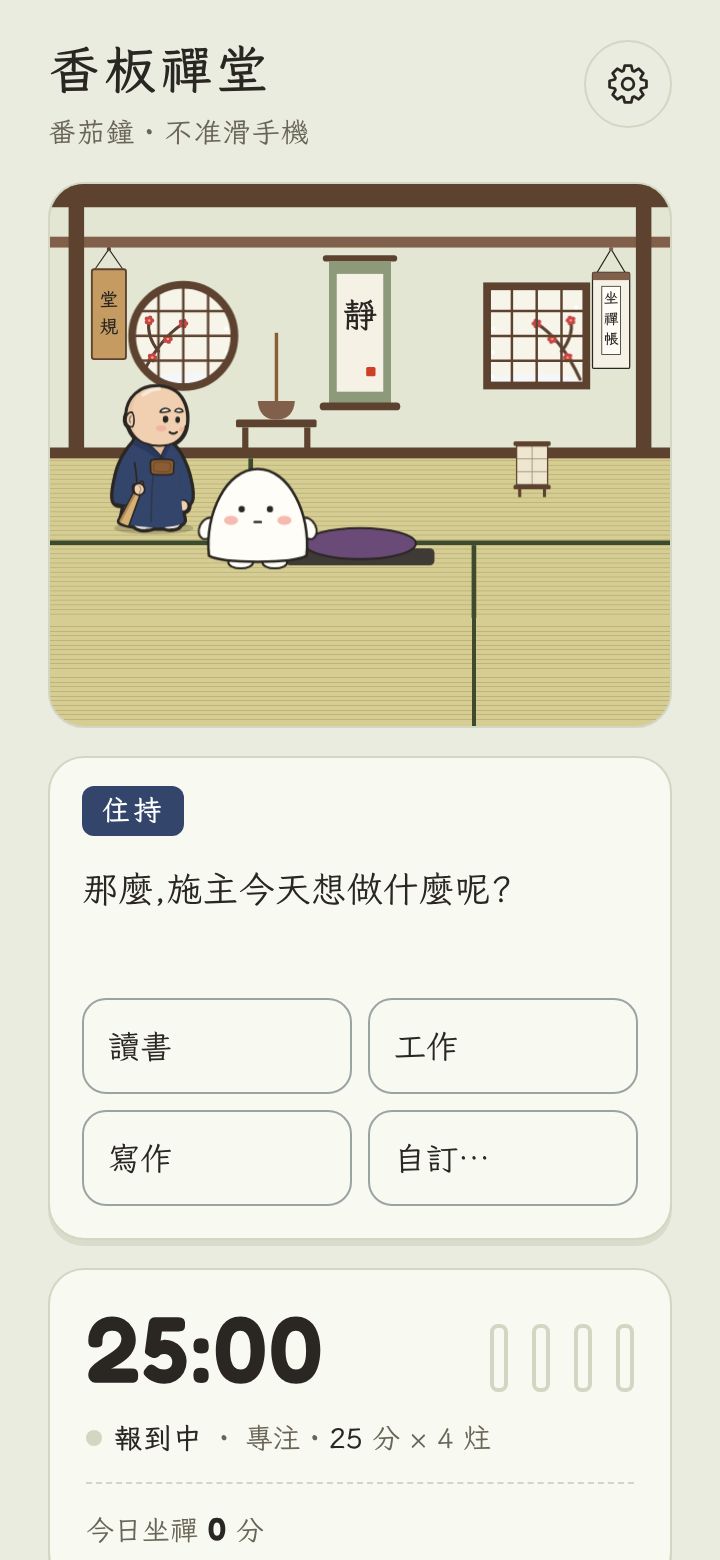 香板禪堂
番茄鐘・不准滑手機
堂規
靜
坐禪帳
住持
那麼,施主今天想做什麼呢?
讀書
工作
寫作
自訂⋯
25:00
報到中 · 專注・25 分 × 4 炷
今日坐禪 0 分